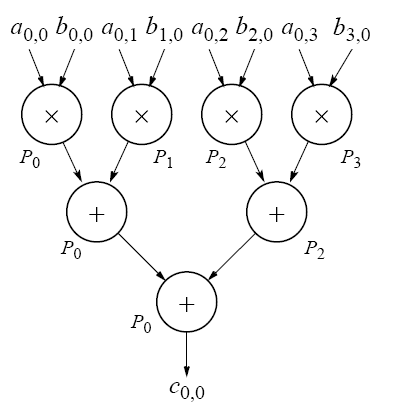 a0,0 b0,0 a0,1 b1,0 a0,2 b2,0 a0,3 b3,0
× × × ×
P0 P1 P2 P3
+ +
P0 P2
+
P0
c0,0